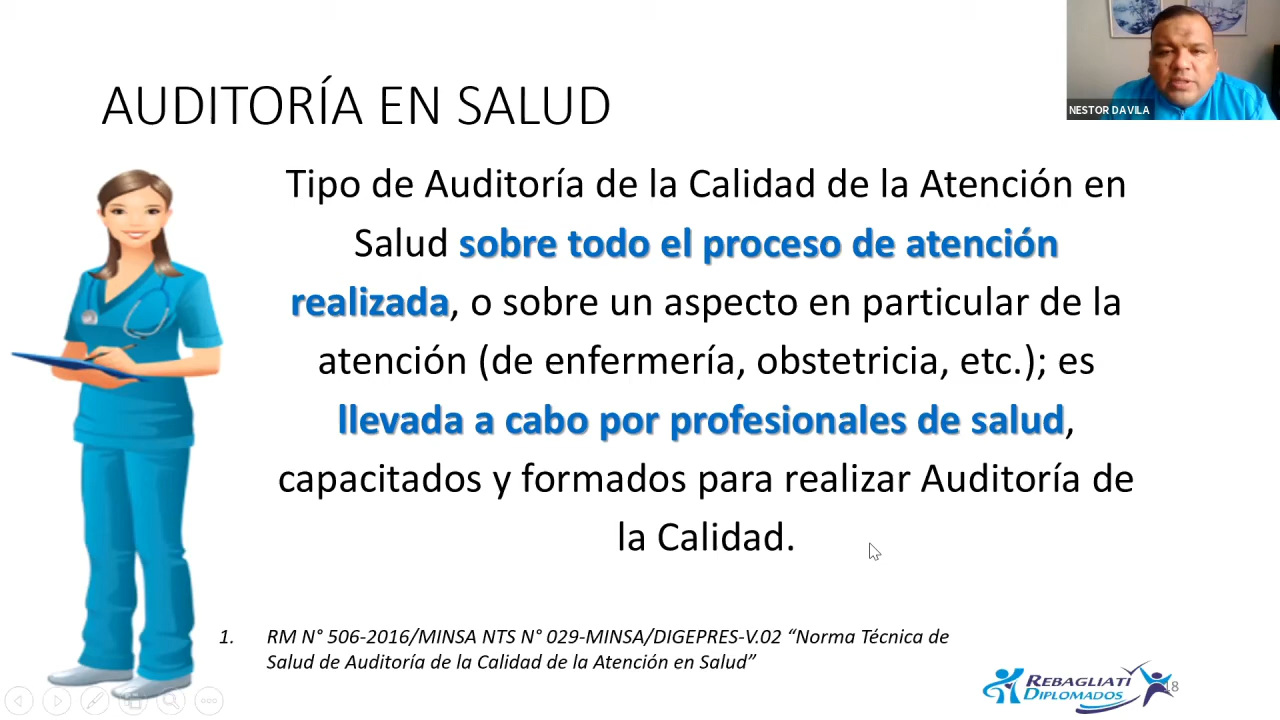 NESTOR DAVILA
AUDITORÍA EN SALUD
Tipo de Auditoría de la Calidad de la Atención en
Salud sobre todo el proceso de atención
realizada, o sobre un aspecto en particular de la
atención (de enfermería, obstetricia, etc.); es
llevada a cabo por profesionales de salud,
capacitados y formados para realizar Auditoría de
la Calidad.
1. RM N° 506-2016/MINSA NTS N° 029-MINSA/DIGEPRES-V.02 “Norma Técnica de
Salud de Auditoría de la Calidad de la Atención en Salud”
REBAGLIATI
DIPLOMADOS
18